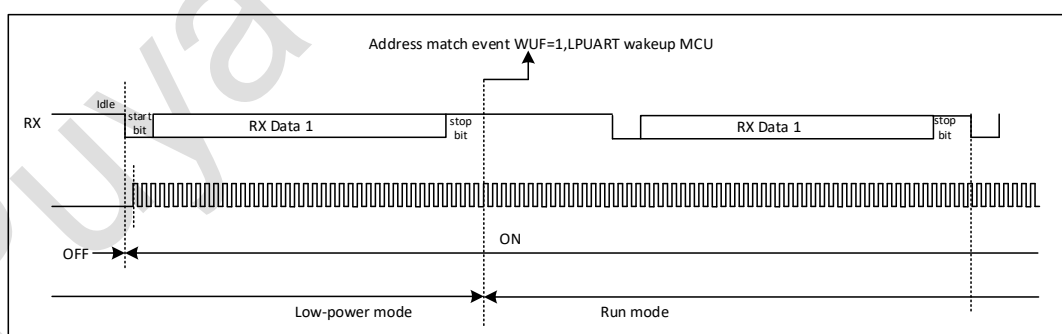 Address match event WUF=1,LPUART wakeup MCU
Idle
RX
start
bit
RX Data 1
stop
bit
RX Data 1
stop
bit
OFF
ON
Low-power mode
Run mode
puya